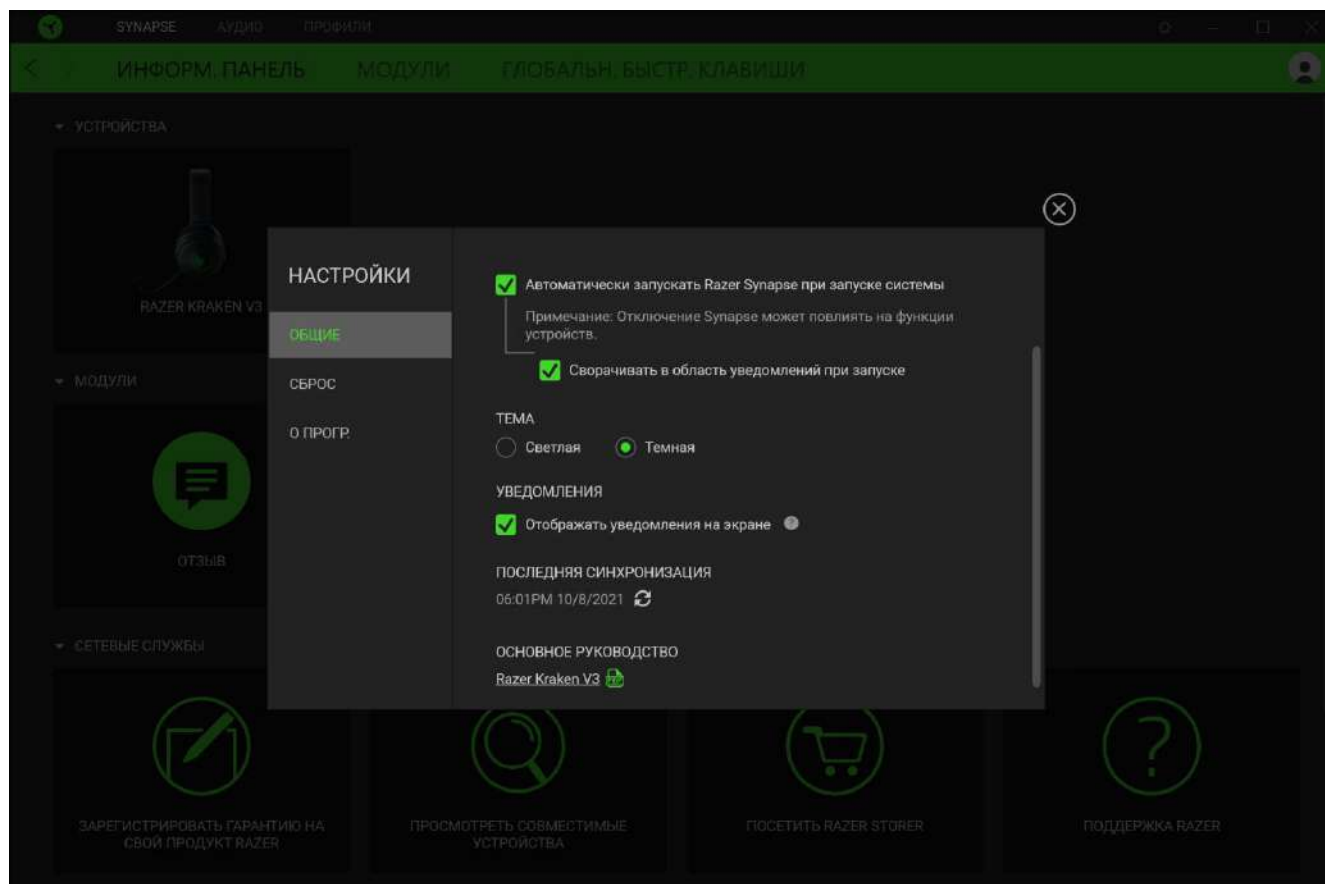 SYNAPSE АУДИО ПРОФИЛИ
ИНФОРМ. ПАНЕЛЬ МОДУЛИ ГЛОБАЛЬН. БЫСТР. КЛАВИШИ
УСТРОЙСТВА
RAZER KRAKEN V3
МОДУЛИ
ОТЗЫВ
СЕТЕВЫЕ СЛУЖБЫ
НАСТРОЙКИ
ОБЩИЕ
СБРОС
О ПРОГР.
Автоматически запускать Razer Synapse при запуске системы
Примечание: Отключение Synapse может повлиять на функции
устройств.
Сворачивать в область уведомлений при запуске
ТЕМА
Светлая Темная
УВЕДОМЛЕНИЯ
Отображать уведомления на экране ?
ПОСЛЕДНЯЯ СИНХРОНИЗАЦИЯ
06:01PM 10/8/2021
ОСНОВНОЕ РУКОВОДСТВО
Razer Kraken V3
ЗАРЕГИСТРИРОВАТЬ ГАРАНТИЮ НА
СВОЙ ПРОДУКТ RAZER
ПРОСМОТРЕТЬ СОВМЕСТИМЫЕ
УСТРОЙСТВА
ПОСЕТИТЬ RAZER STORER
ПОДДЕРЖКА RAZER